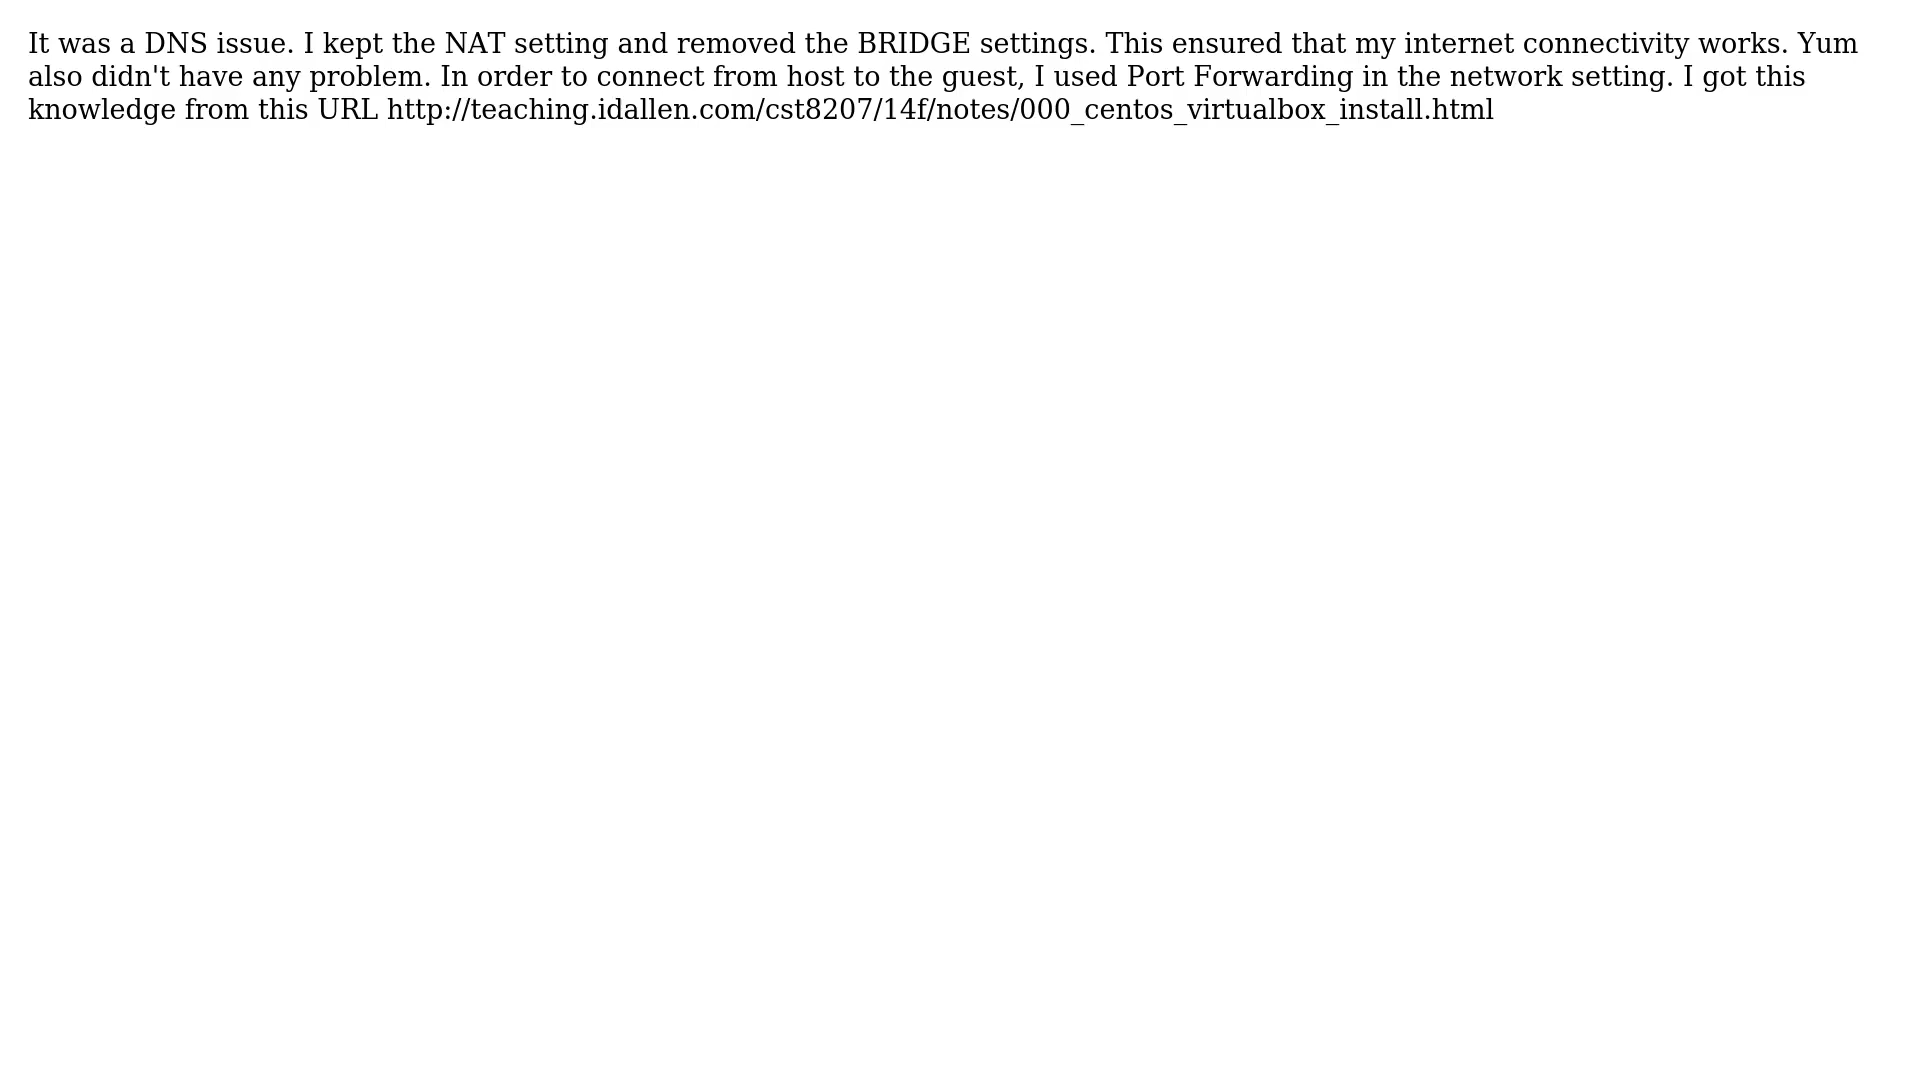 It was a DNS issue. I kept the NAT setting and removed the BRIDGE settings. This ensured that my internet connectivity works. Yum
also didn't have any problem. In order to connect from host to the guest, I used Port Forwarding in the network setting. I got this
knowledge from this URL http://teaching.idallen.com/cst8207/14f/notes/000_centos_virtualbox_install.html